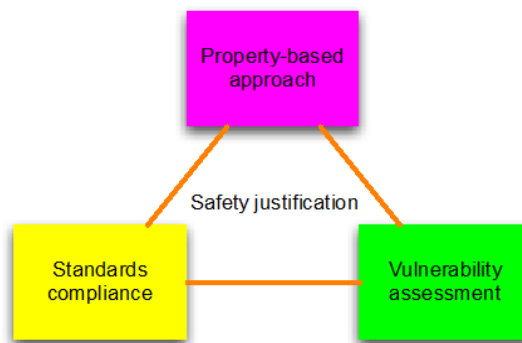 Property-based
approach
Safety justification
Standards
compliance
Vulnerability
assessment